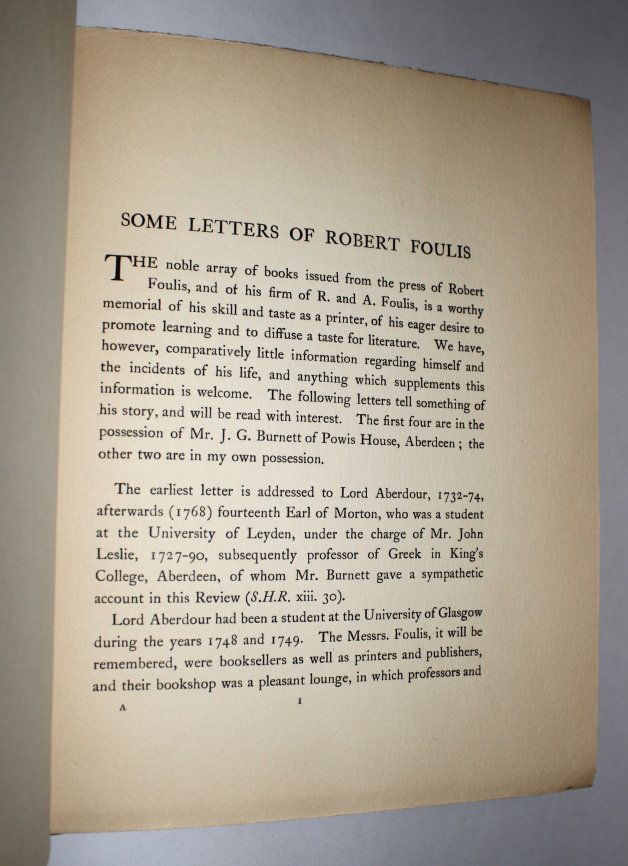 SOME LETTERS OF ROBERT FOULIS
THE noble array of books issued from the press of Robert
Foulis, and of his firm of R. and A. Foulis, is a worthy
memorial of his skill and taste as a printer, of his eager desire to
promote learning and to diffuse a taste for literature. We have,
however, comparatively little information regarding himself and
the incidents of his life, and anything which supplements this
information is welcome. The following letters tell something of
his story, and will be read with interest. The first four are in the
possession of Mr. J. G. Burnett of Powis House, Aberdeen; the
other two are in my own possession.
The earliest letter is addressed to Lord Aberdour, 1732-74,
afterwards (1768) fourteenth Earl of Morton, who was a student
at the University of Leyden, under the charge of Mr. John
Leslie, 1727-90, subsequently professor of Greek in King's
College, Aberdeen, of whom Mr. Burnett gave a sympathetic
account in this Review (S.H.R. xiii. 30).
Lord Aberdour had been a student at the University of Glasgow
during the years 1748 and 1749. The Messrs. Foulis, it will be
remembered, were booksellers as well as printers and publishers,
and their bookshop was a pleasant lounge, in which professors and
A 1